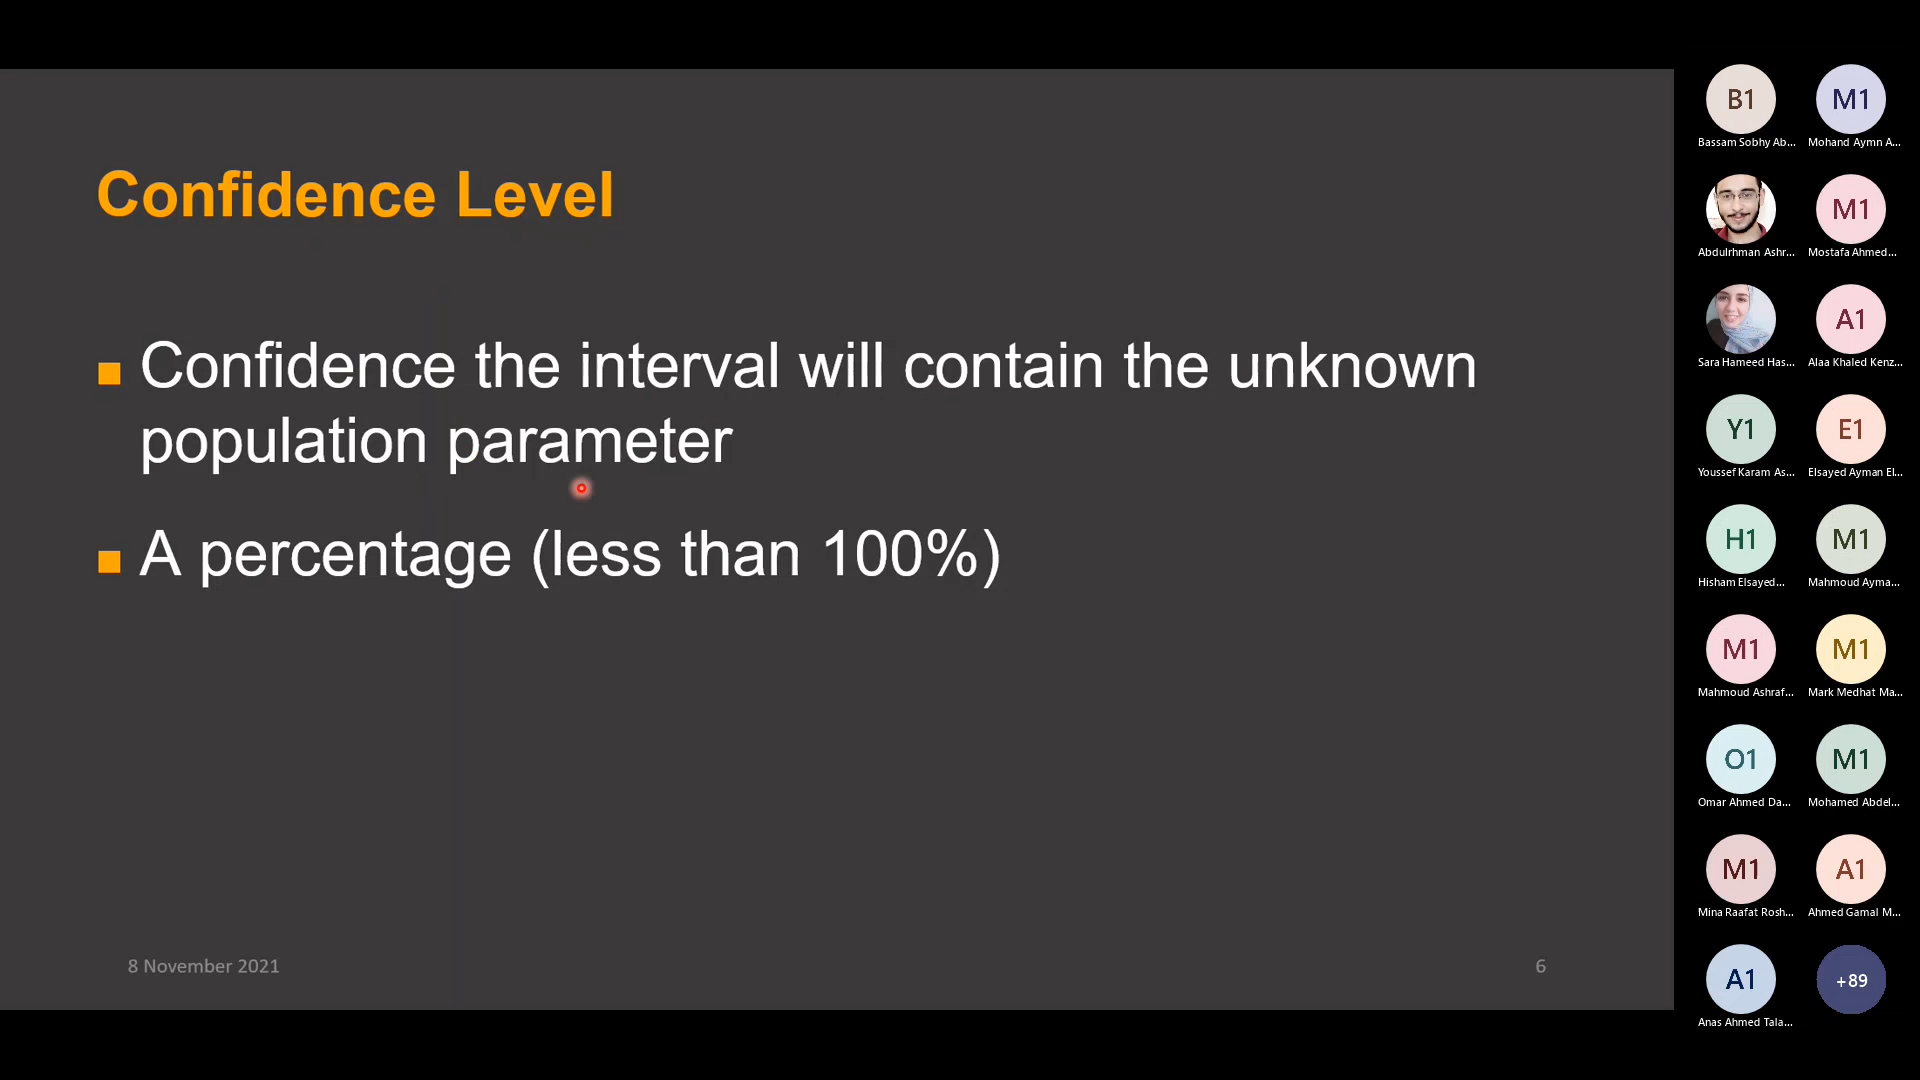 Confidence Level
Confidence the interval will contain the unknown
population parameter
A percentage (less than 100%)
8 November 2021
6
B1
M1
Bassam Sobhy Ab...
Mohand Aymn A...
M1
Abdulrhman Ashr...
Mostafa Ahmed...
A1
Sara Hameed Has...
Alaa Khaled Kenz...
Y1
E1
Youssef Karam As...
Elsayed Ayman El...
H1
M1
Hisham Elsayed...
Mahmoud Ayma...
M1
M1
Mahmoud Ashraf...
Mark Medhat Ma...
O1
M1
Omar Ahmed Da...
Mohamed Abdel...
M1
A1
Mina Raafat Rosh...
Ahmed Gamal M...
A1
+89
Anas Ahmed Tala...